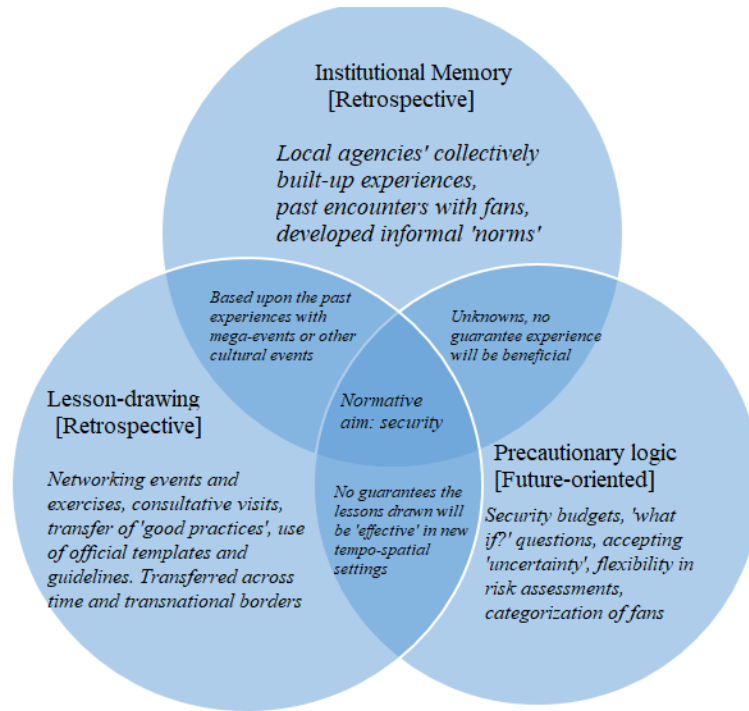 Institutional Memory
[Retrospective]
Local agencies' collectively
built-up experiences,
past encounters with fans,
developed informal 'norms'
Based upon the past
experiences with
mega-events or other
cultural events
Unknowns, no
guarantee experience
will be beneficial
Lesson-drawing
[Retrospective]
Networking events and
exercises, consultative visits,
transfer of 'good practices', use
of official templates and
guidelines. Transferred across
time and transnational borders
Normative
aim: security
No guarantees the
lessons drawn will
be 'effective' in new
tempo-spatial
settings
Precautionary logic
[Future-oriented]
Security budgets, 'what
if?' questions, accepting
'uncertainty', flexibility in
risk assessments,
categorization of fans